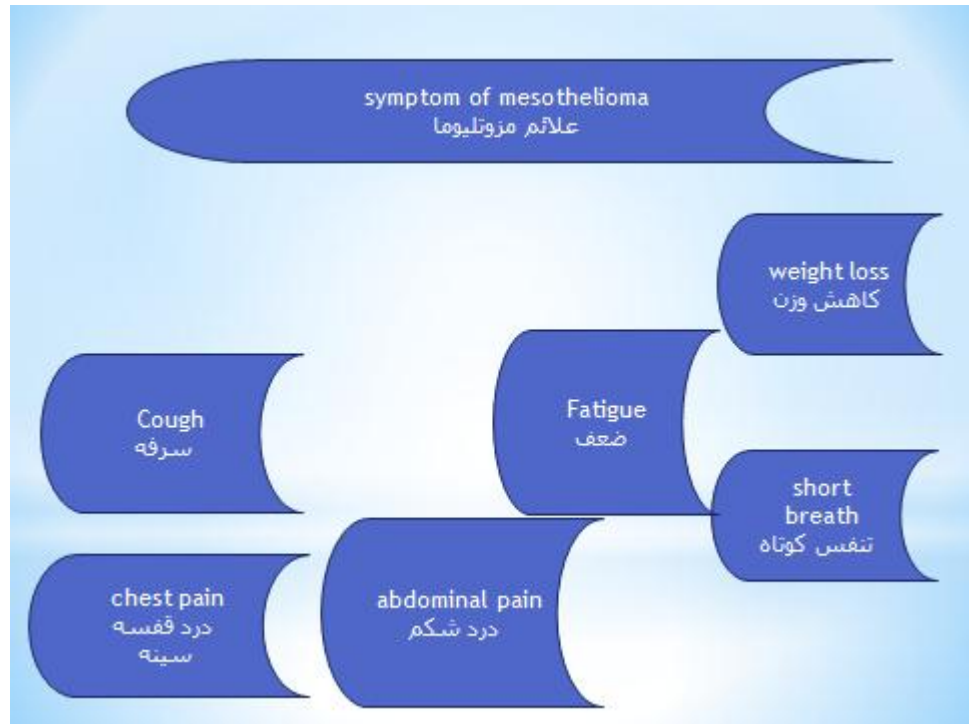 symptom of mesothelioma
علائم مزوتلیوما
weight loss
کاهش وزن
Fatigue
ضعف
Cough
سرفه
short
breath
تنفس کوتاه
abdominal pain
درد شکم
chest pain
درد قفسه
سینه